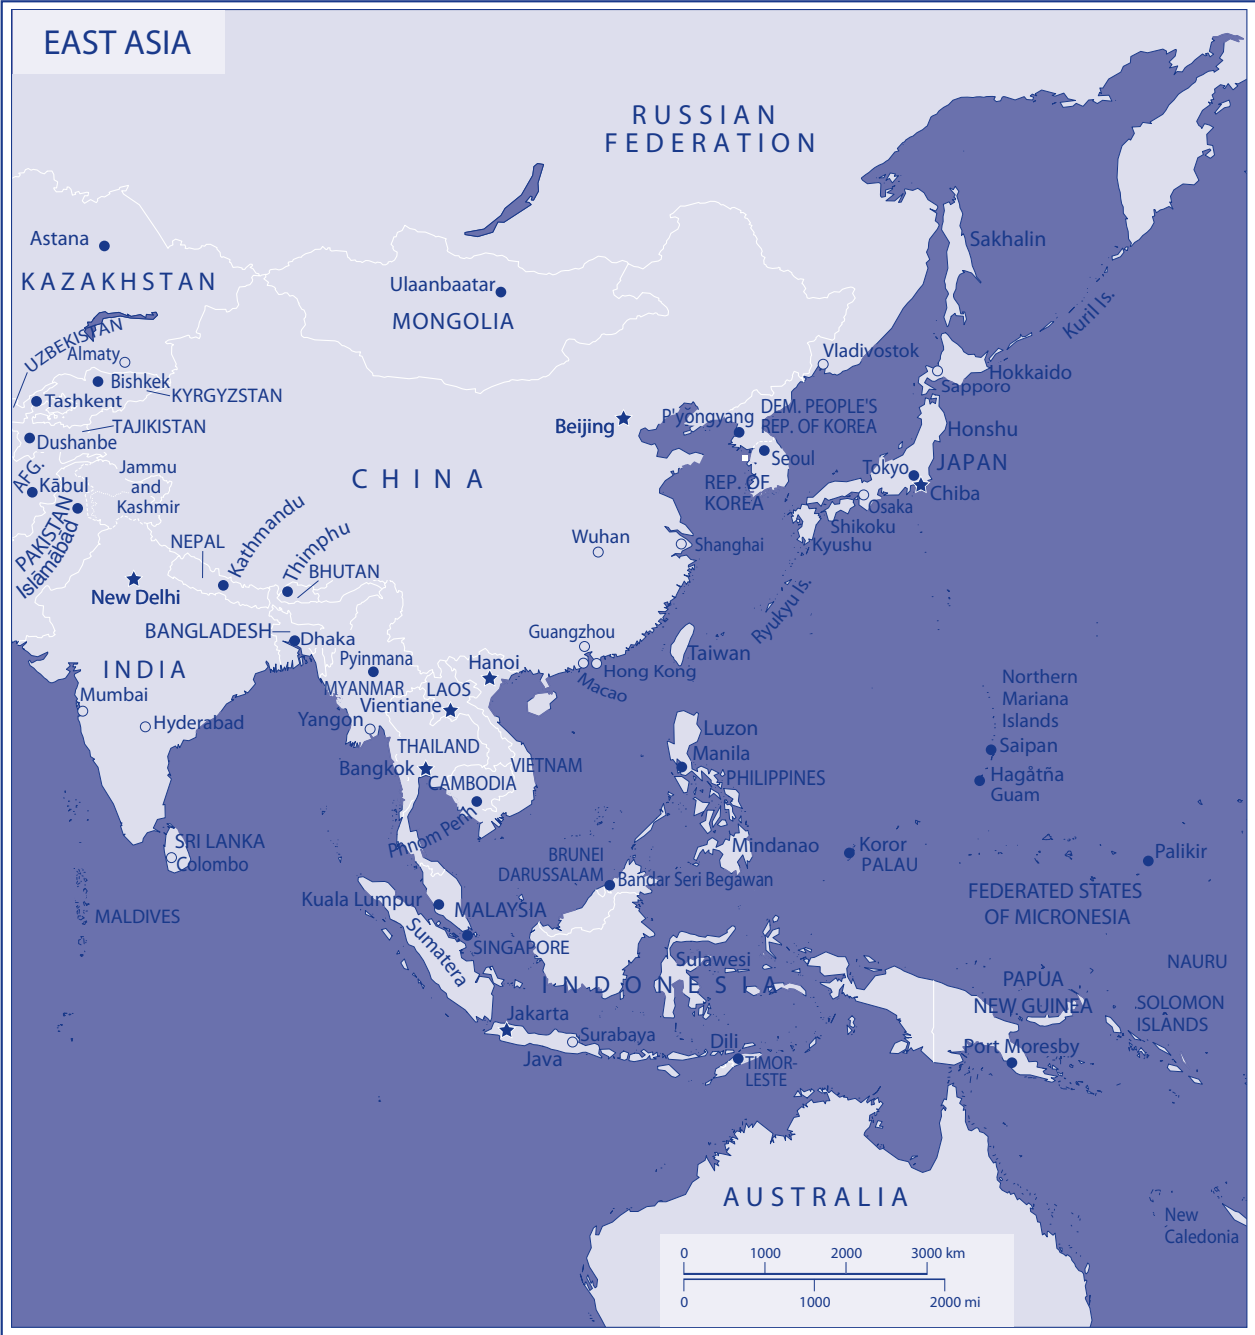 EAST ASIA
RUSSIAN
FEDERATION
Sakhalin
Astana
KAZAKHSTAN
Ulaanbaatar
MONGOLIA
Kuril Is.
UZBEKISTAN
Almaty
Vladivostok
Bishkek
KYRGYZSTAN
Hokkaido
Sapporo
Tashkent
TAJIKISTAN
Dushanbe
Beijing
P'yongyang
DEM. PEOPLE'S
REP. OF KOREA
Honshu
AFG.
Kābul
Jammu
and
Kashmir
CHINA
Seoul
REP. OF
KOREA
Tokyo
JAPAN
Chiba
Osaka
Shikoku
Kyushu
PAKISTAN
Islāmābād
NEPAL
Kathmandu
Thimphu
BHUTAN
Wuhan
Shanghai
New Delhi
Ryukyu Is.
BANGLADESH
Dhaka
INDIA
Pyinmana
MYANMAR
Hanoi
LAOS
Vientiane
Guangzhou
Macao
Hong Kong
Taiwan
Mumbai
Hyderabad
Yangon
THAILAND
Bangkok
CAMBODIA
VIETNAM
Phnom Penh
Luzon
Manila
PHILIPPINES
Mindanao
Northern
Mariana
Islands
Saipan
Hagåtña
Guam
SRI LANKA
Colombo
MALDIVES
BRUNEI
DARUSSALAM
Bandar Seri Begawan
Koror
PALAU
Palikir
FEDERATED STATES
OF MICRONESIA
Kuala Lumpur
MALAYSIA
SINGAPORE
Sumatera
Sulawesi
INDONESIA
NAURU
PAPUA
NEW GUINEA
SOLOMON
ISLANDS
Jakarta
Surabaya
Java
Dili
TIMOR-
LESTE
Port Moresby
AUSTRALIA
New
Caledonia
0 1000 2000 3000 km
0 1000 2000 mi